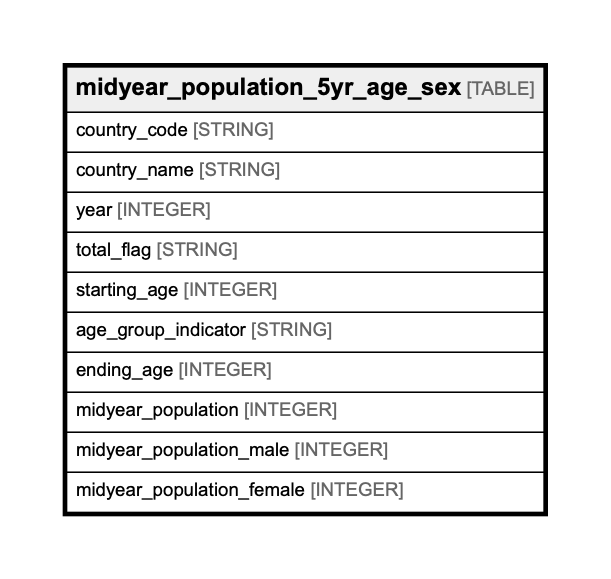 midyear_population_5yr_age_sex [TABLE]
country_code [STRING]
country_name [STRING]
year [INTEGER]
total_flag [STRING]
starting_age [INTEGER]
age_group_indicator [STRING]
ending_age [INTEGER]
midyear_population [INTEGER]
midyear_population_male [INTEGER]
midyear_population_female [INTEGER]